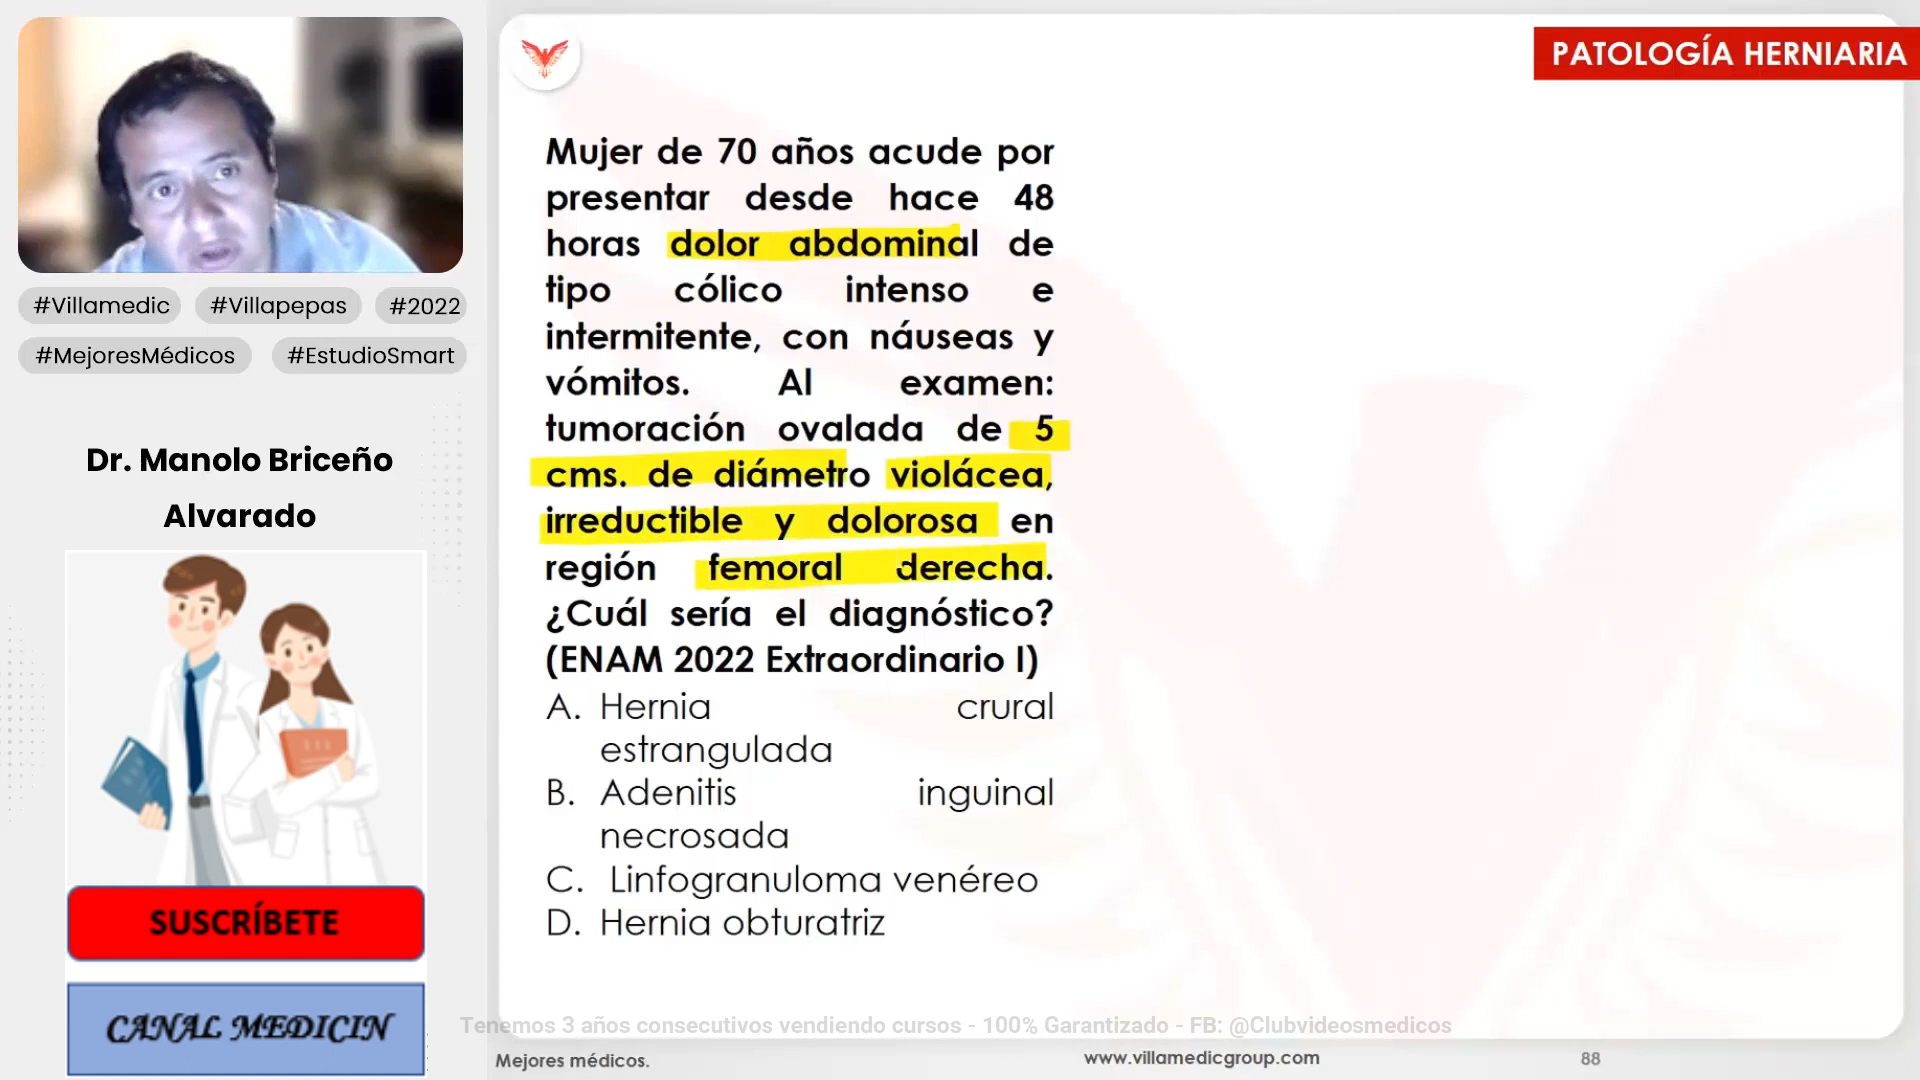 PATOLOGÍA HERNIARIA
#Villamedic #Villapepas #2022
#MejoresMédicos #EstudioSmart
Dr. Manolo Briceño
Alvarado
SUSCRÍBETE
CANAL MEDICIN
Mujer de 70 años acude por
presentar desde hace 48
horas dolor abdominal de
tipo cólico intenso e
intermitente, con náuseas y
vómitos. Al examen:
tumoración ovalada de 5
cms. de diámetro violácea,
irreductible y dolorosa en
región femoral derecha.
¿Cuál sería el diagnóstico?
(ENAM 2022 Extraordinario I)
A. Hernia crural
estrangulada
B. Adenitis inguinal
necrosada
C. Linfogranuloma venéreo
D. Hernia obturatriz
Tenemos 3 años consecutivos vendiendo cursos - 100% Garantizado - FB: @Clubvideosmedicos
Mejores médicos. www.villamedicgroup.com 88